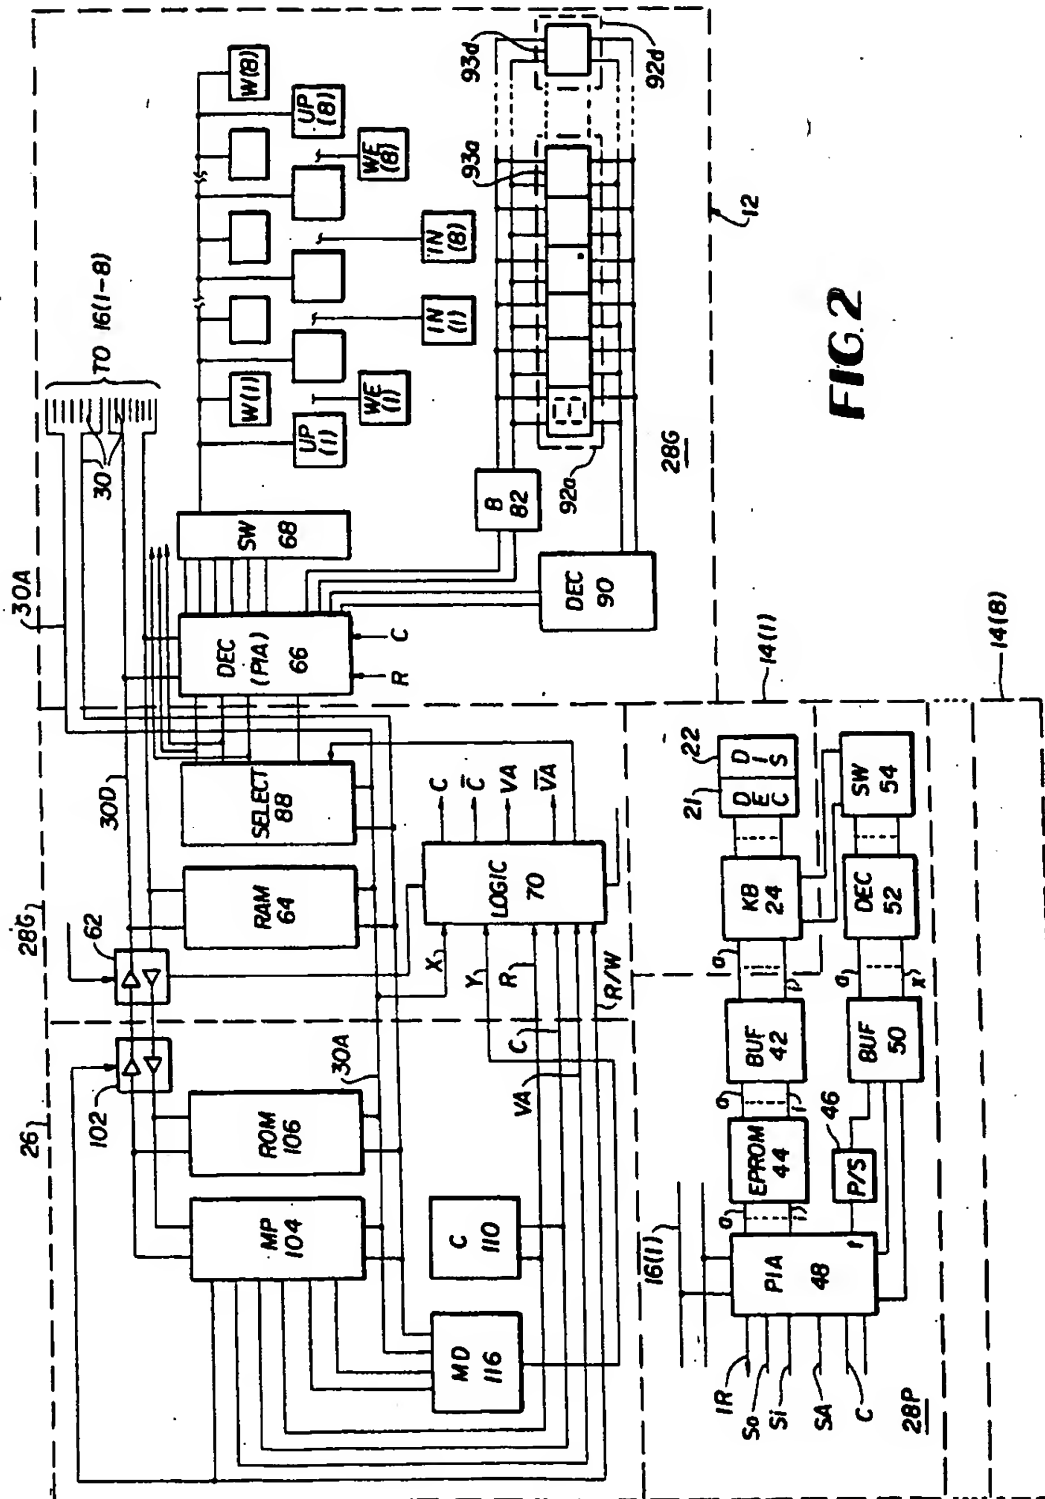 26
28G
30D
30A
30
TO 16(1-8)
102
62
MP
104
ROM
106
RAM
64
SELECT
88
DEC
(PIA)
66
SW
68
R
C
UP
(1)
W(1)
WE
(1)
IN
(1)
IN
(8)
WE
(8)
UP
(8)
W(8)
B
82
DEC
90
92a
93a
93d
92d
28G
12
30A
MD
116
C
110
X
Y
R
C
VA
R/W
LOGIC
70
C
C̅
VA
V̅A̅
16(1)
IR
So
Si
SA
C
28P
PIA
48
r
a
i
EPROM
44
a
i
BUF
42
a
i
KB
24
21
22
DEC
DIS
P/S
46
BUF
50
a
x
DEC
52
SW
54
14(1)
14(8)
FIG. 2